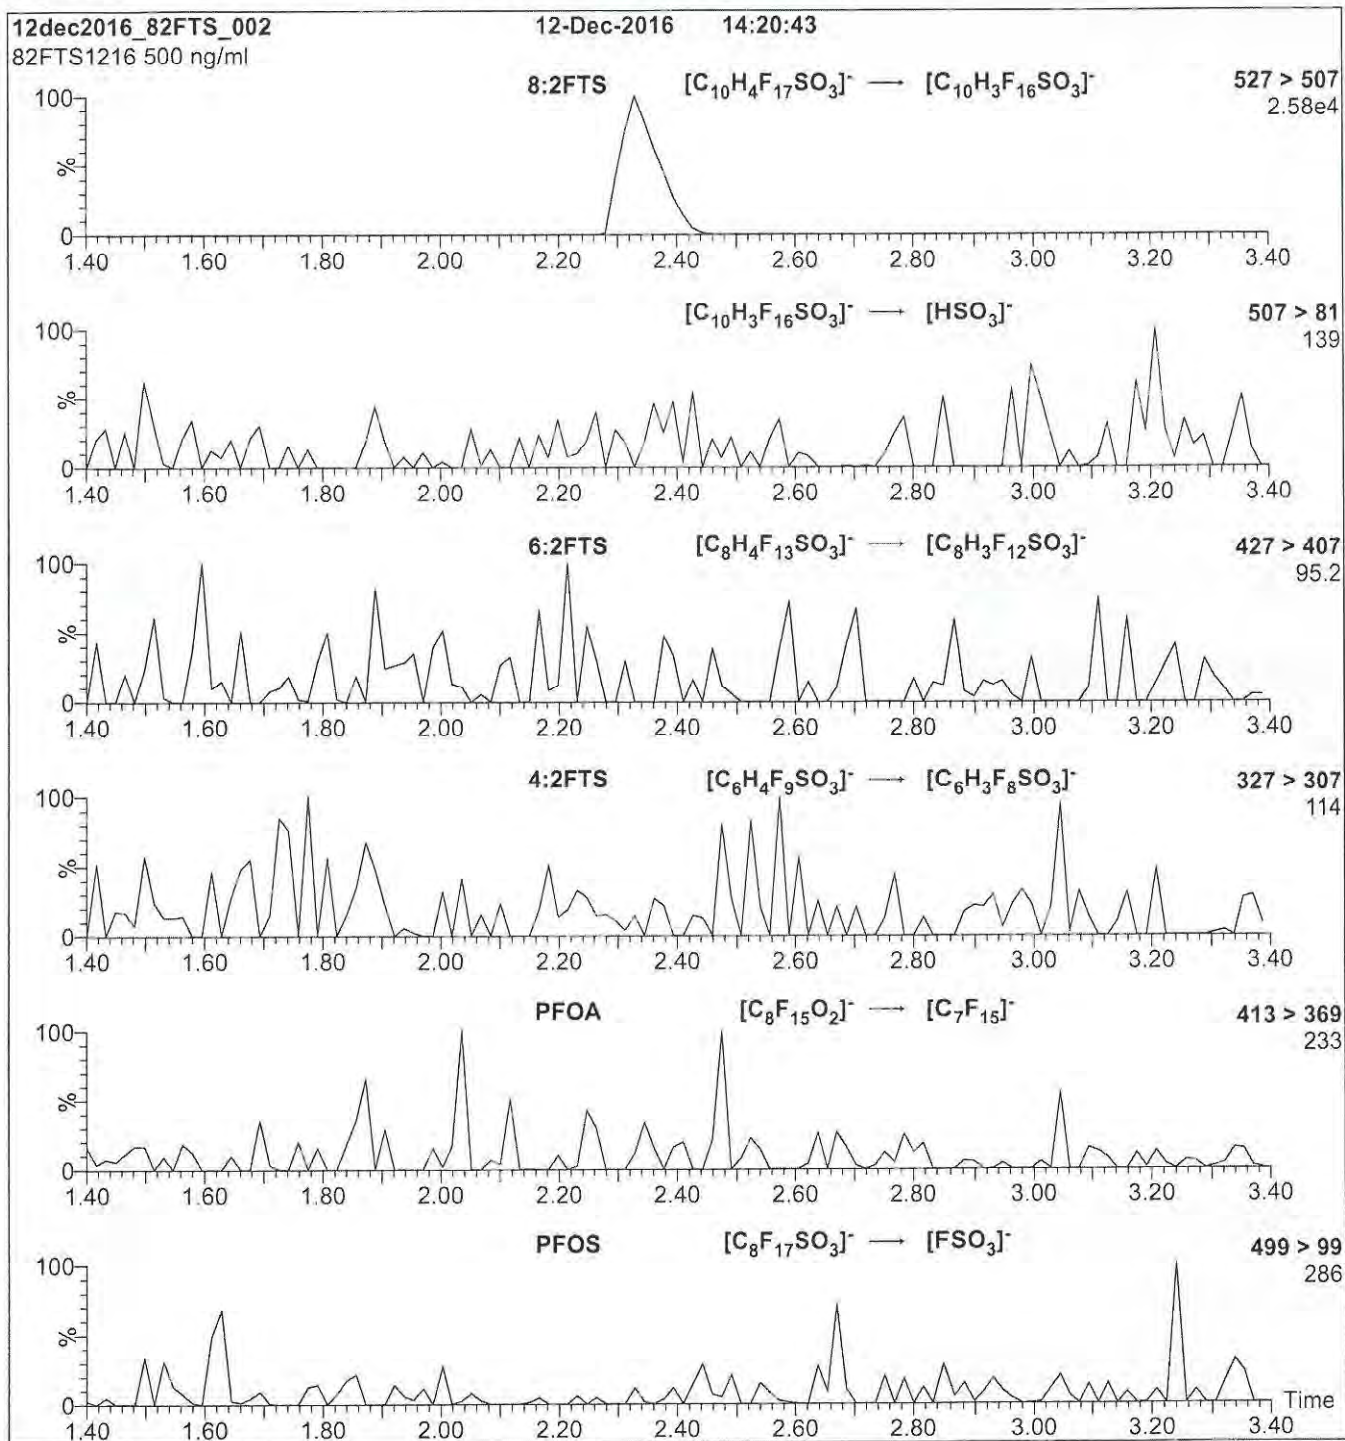 12dec2016_82FTS_002 12-Dec-2016 14:20:43
82FTS1216 500 ng/ml
8:2FTS [C10H4F17SO3]- → [C10H3F16SO3]- 527 > 507
2.58e4
100
%
0
1.40 1.60 1.80 2.00 2.20 2.40 2.60 2.80 3.00 3.20 3.40
[C10H3F16SO3]- → [HSO3]- 507 > 81
139
100
%
0
1.40 1.60 1.80 2.00 2.20 2.40 2.60 2.80 3.00 3.20 3.40
6:2FTS [C8H4F13SO3]- → [C8H3F12SO3]- 427 > 407
95.2
100
%
0
1.40 1.60 1.80 2.00 2.20 2.40 2.60 2.80 3.00 3.20 3.40
4:2FTS [C6H4F9SO3]- → [C6H3F8SO3]- 327 > 307
114
100
%
0
1.40 1.60 1.80 2.00 2.20 2.40 2.60 2.80 3.00 3.20 3.40
PFOA [C8F15O2]- → [C7F15]- 413 > 369
233
100
%
0
1.40 1.60 1.80 2.00 2.20 2.40 2.60 2.80 3.00 3.20 3.40
PFOS [C8F17SO3]- → [FSO3]- 499 > 99
286
100
%
0
Time
1.40 1.60 1.80 2.00 2.20 2.40 2.60 2.80 3.00 3.20 3.40